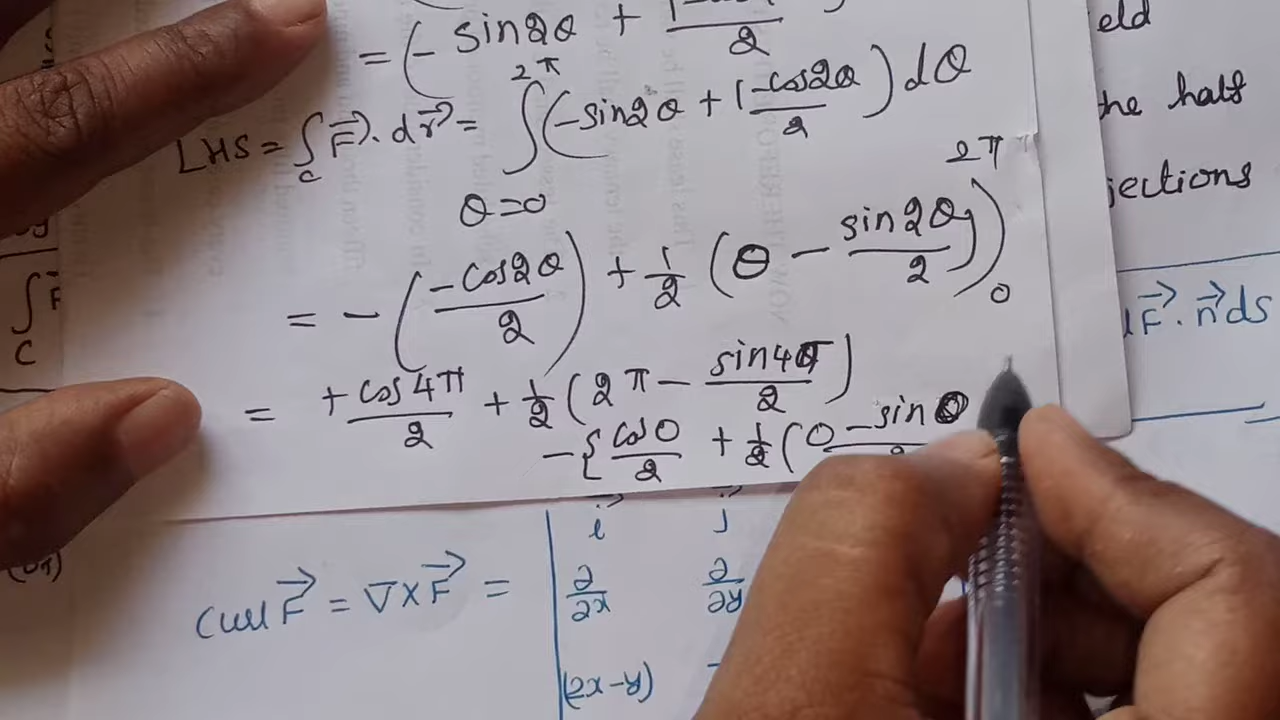 = (- sin2θ +
2
LHS = ∫_C F⃗ . dr⃗ = ∫_{θ=0}^{2π} (-sin2θ + (1-cos2θ)/2) dθ
= - (-cos2θ/2) + 1/2 (θ - sin2θ/2))_0^{2π}
= +cos4π/2 + 1/2 (2π - sin4π/2)
- {cos0/2 + 1/2 (0 - sin0
eld
the half
jections
F⃗ . n⃗ ds
∫_C F⃗
Curl F⃗ = ∇×F⃗ = | i⃗ j⃗
∂/∂x ∂/∂y
(2x-y) -